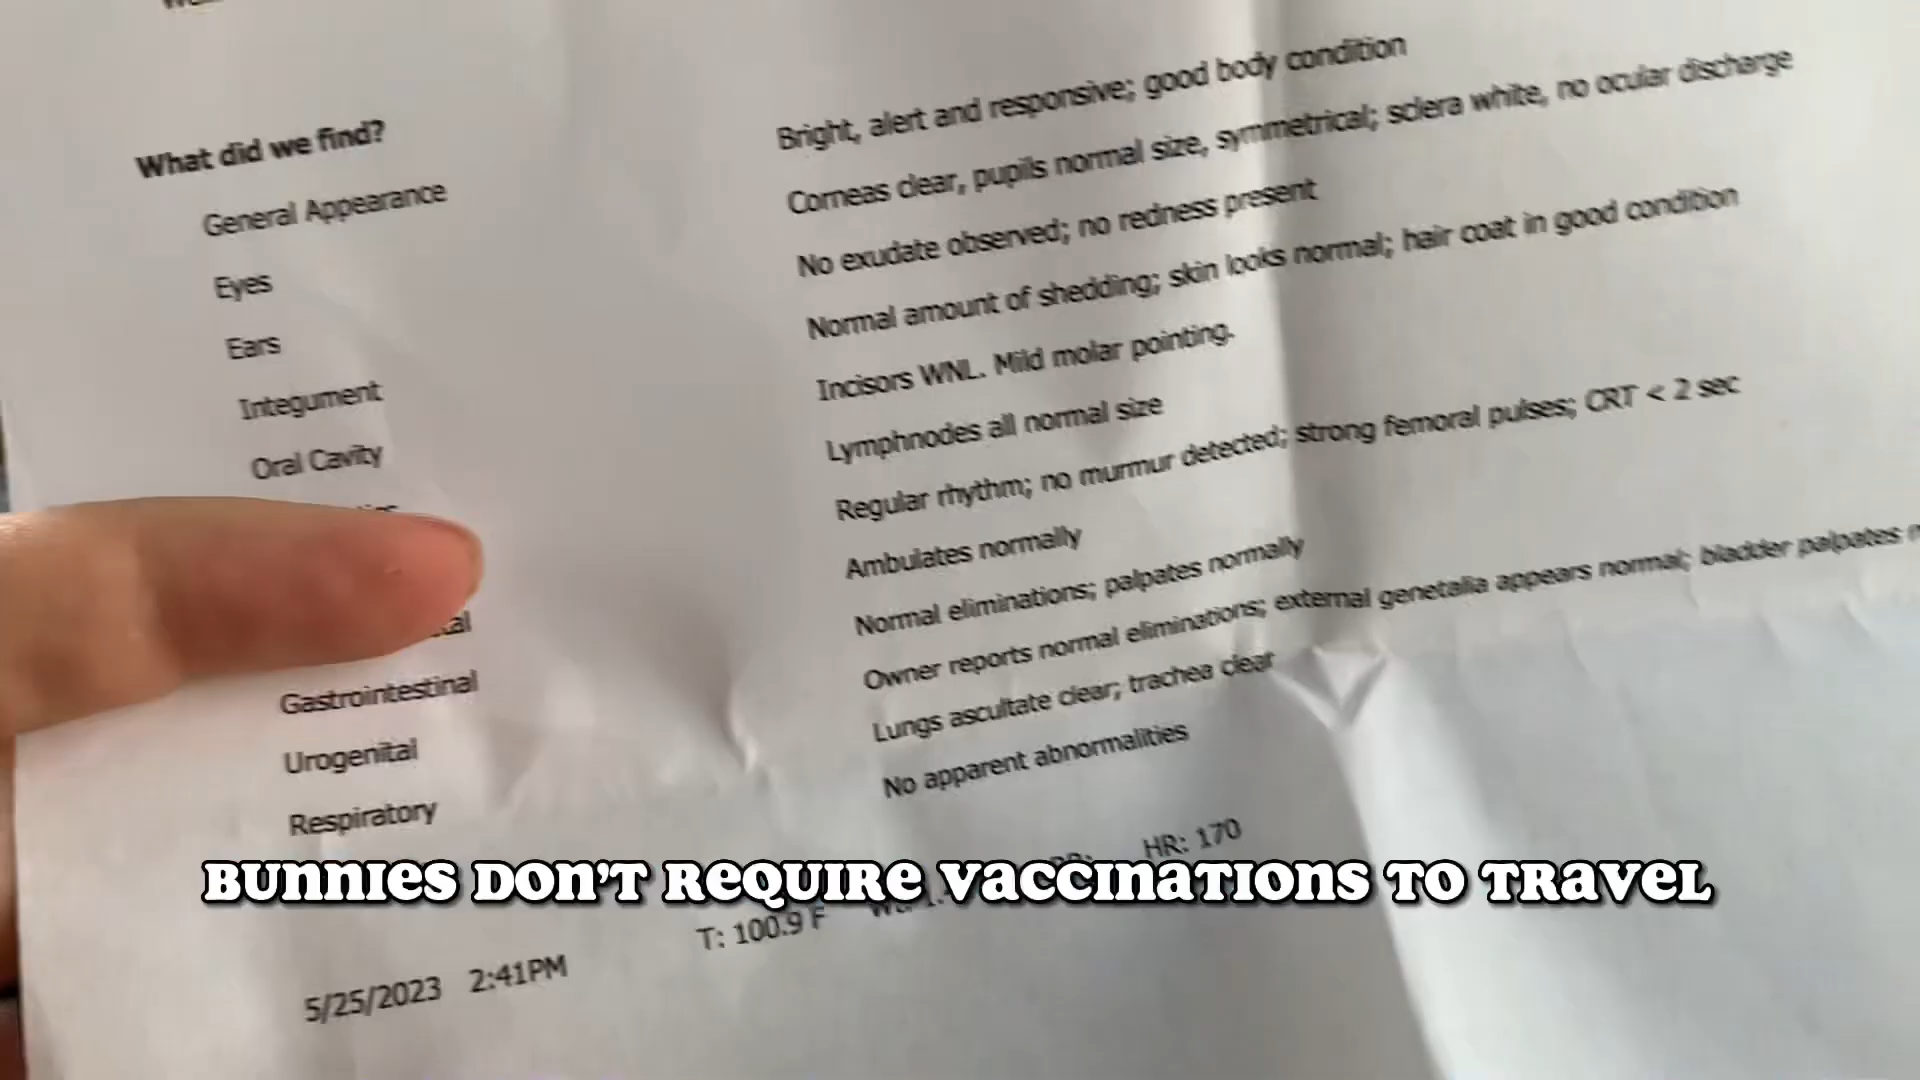 What did we find?
General Appearance Bright, alert and responsive; good body condition
Eyes Corneas clear, pupils normal size, symmetrical; sclera white, no ocular discharge
Ears No exudate observed; no redness present
Integument Normal amount of shedding; skin looks normal; hair coat in good condition
Oral Cavity Incisors WNL. Mild molar pointing.
Lymphnodes all normal size
Regular rhythm; no murmur detected; strong femoral pulses; CRT < 2 sec
Ambulates normally
Gastrointestinal Normal eliminations; palpates normally
Urogenital Owner reports normal eliminations; external genetalia appears normal; bladder palpates
Respiratory Lungs ascultate clear; trachea clear
No apparent abnormalities
BUNNIES DON'T REQUIRE VACCINATIONS TO TRAVEL
5/25/2023 2:41PM T: 100.9 F HR: 170